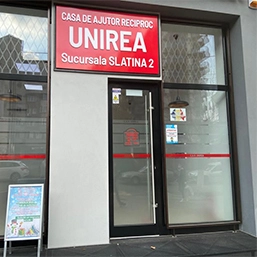 CASA DE AJUTOR RECIPROC
UNIREA
Sucursala SLATINA 2